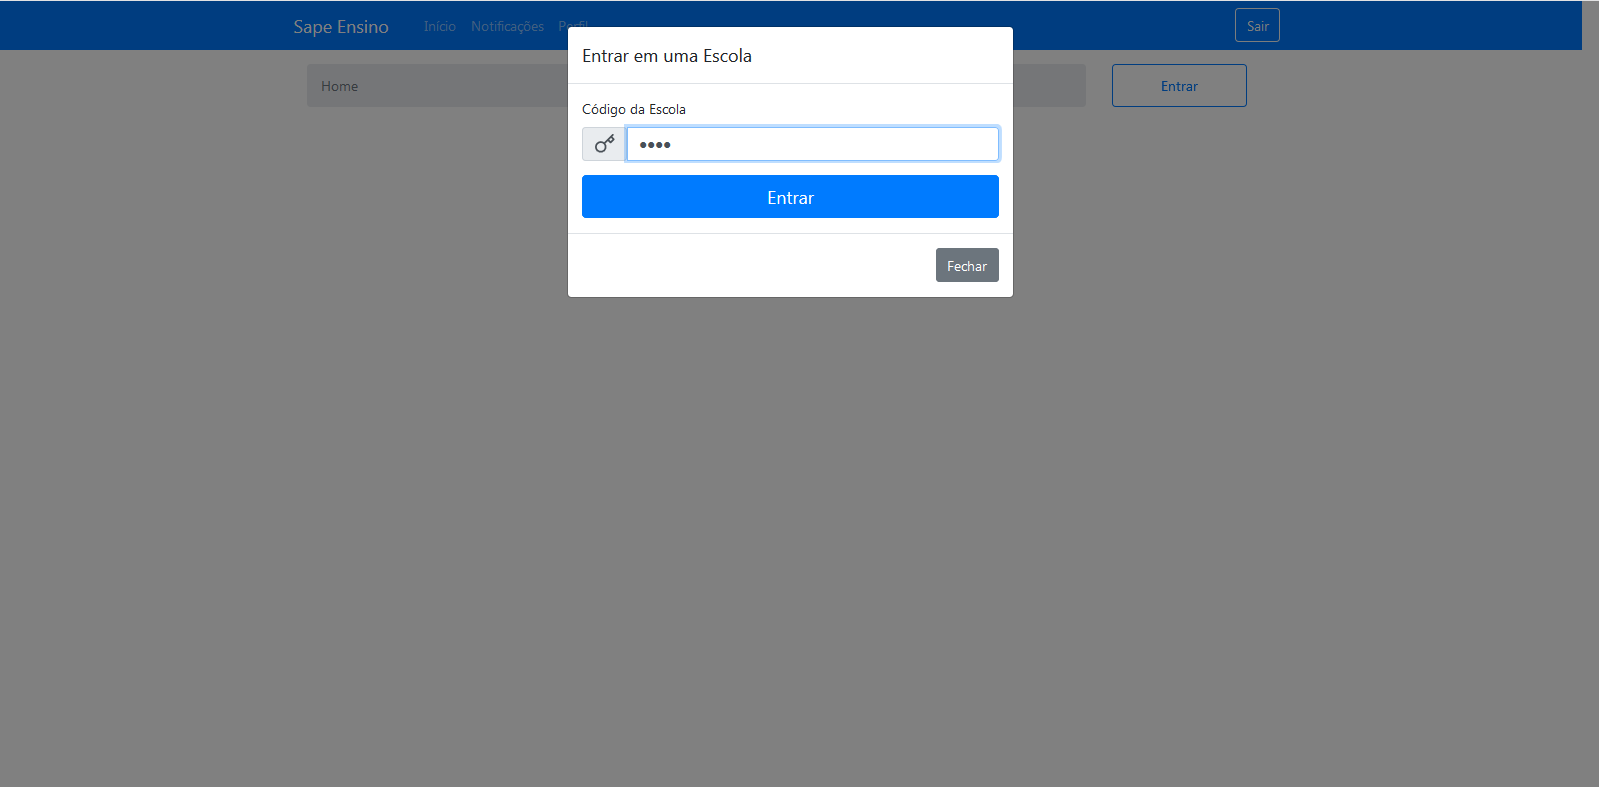 Sape Ensino Início Notificações Perfil Sair
Home Entrar
Entrar em uma Escola
Código da Escola
••••
Entrar
Fechar